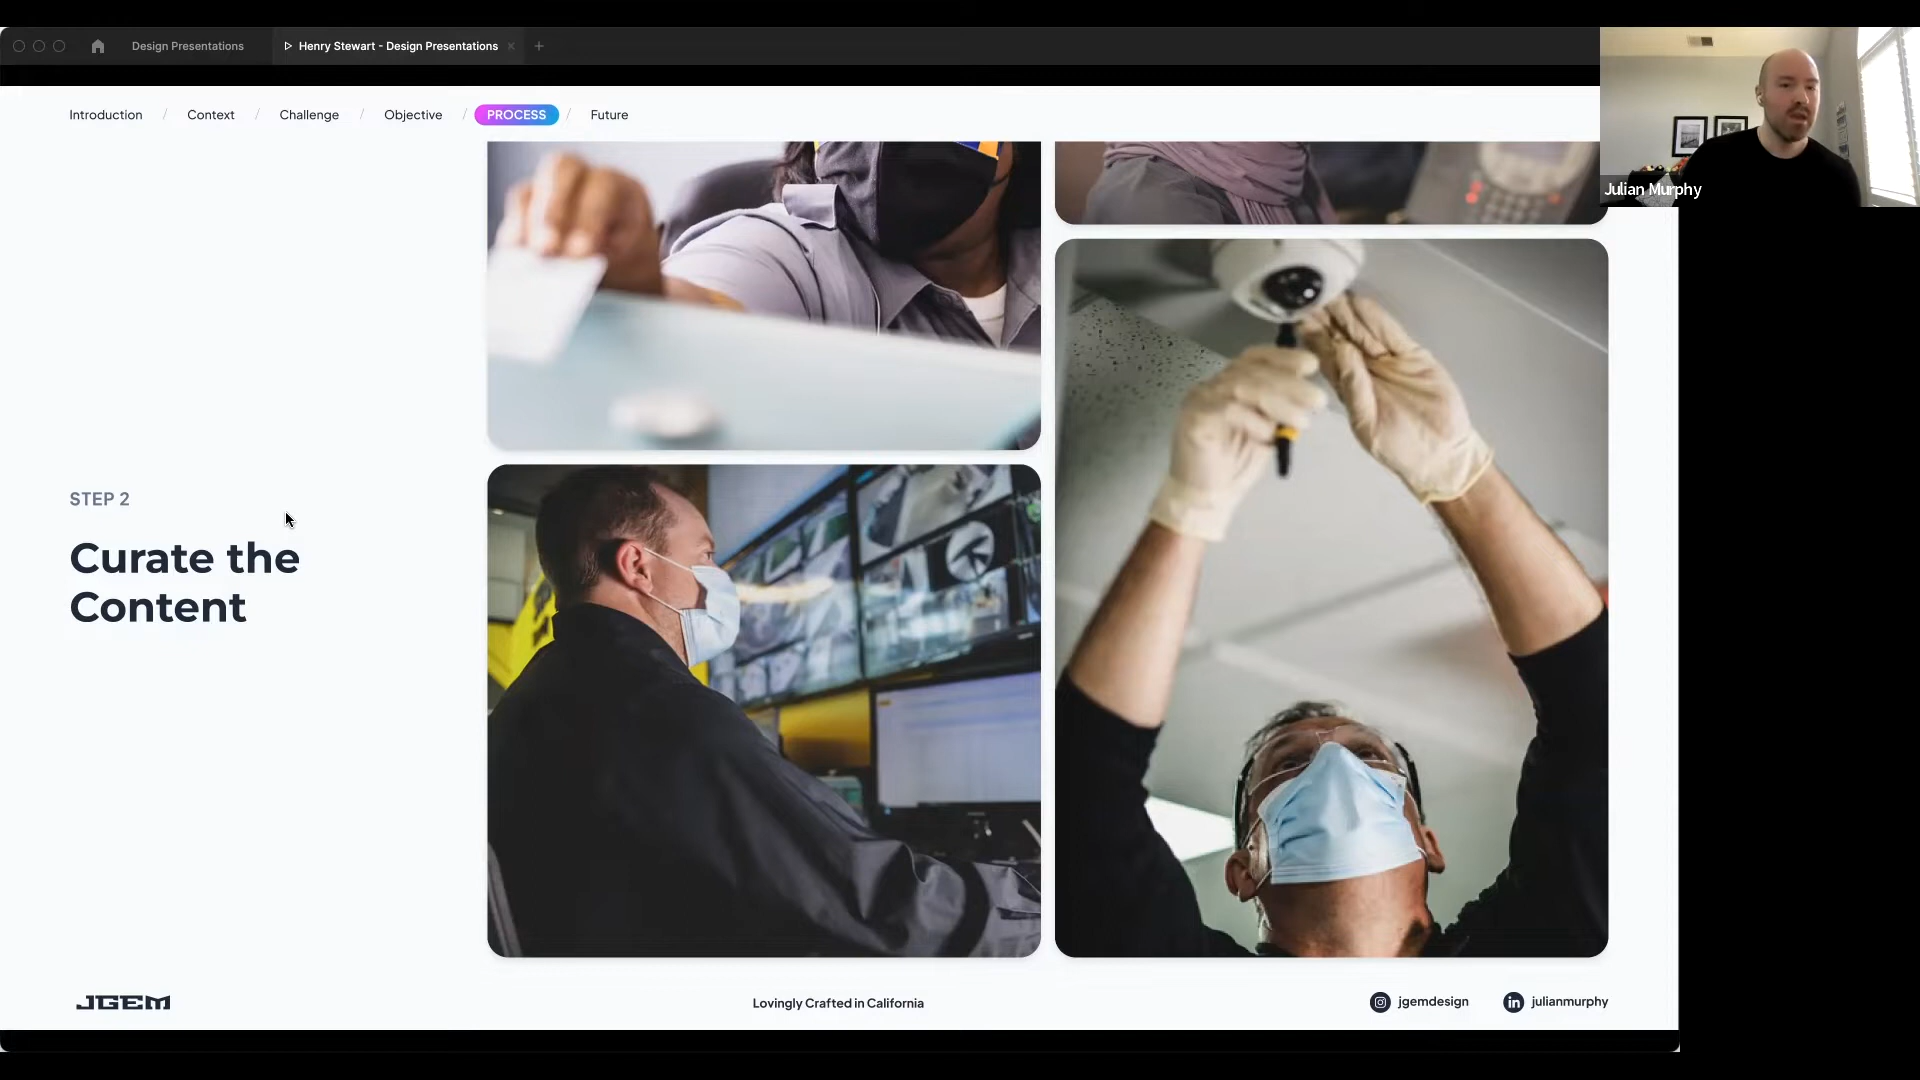 Design Presentations
Henry Stewart - Design Presentations
Introduction / Context / Challenge / Objective / PROCESS / Future
Julian Murphy
STEP 2
Curate the
Content
JGEM
Lovingly Crafted in California
jgemdesign
in julianmurphy